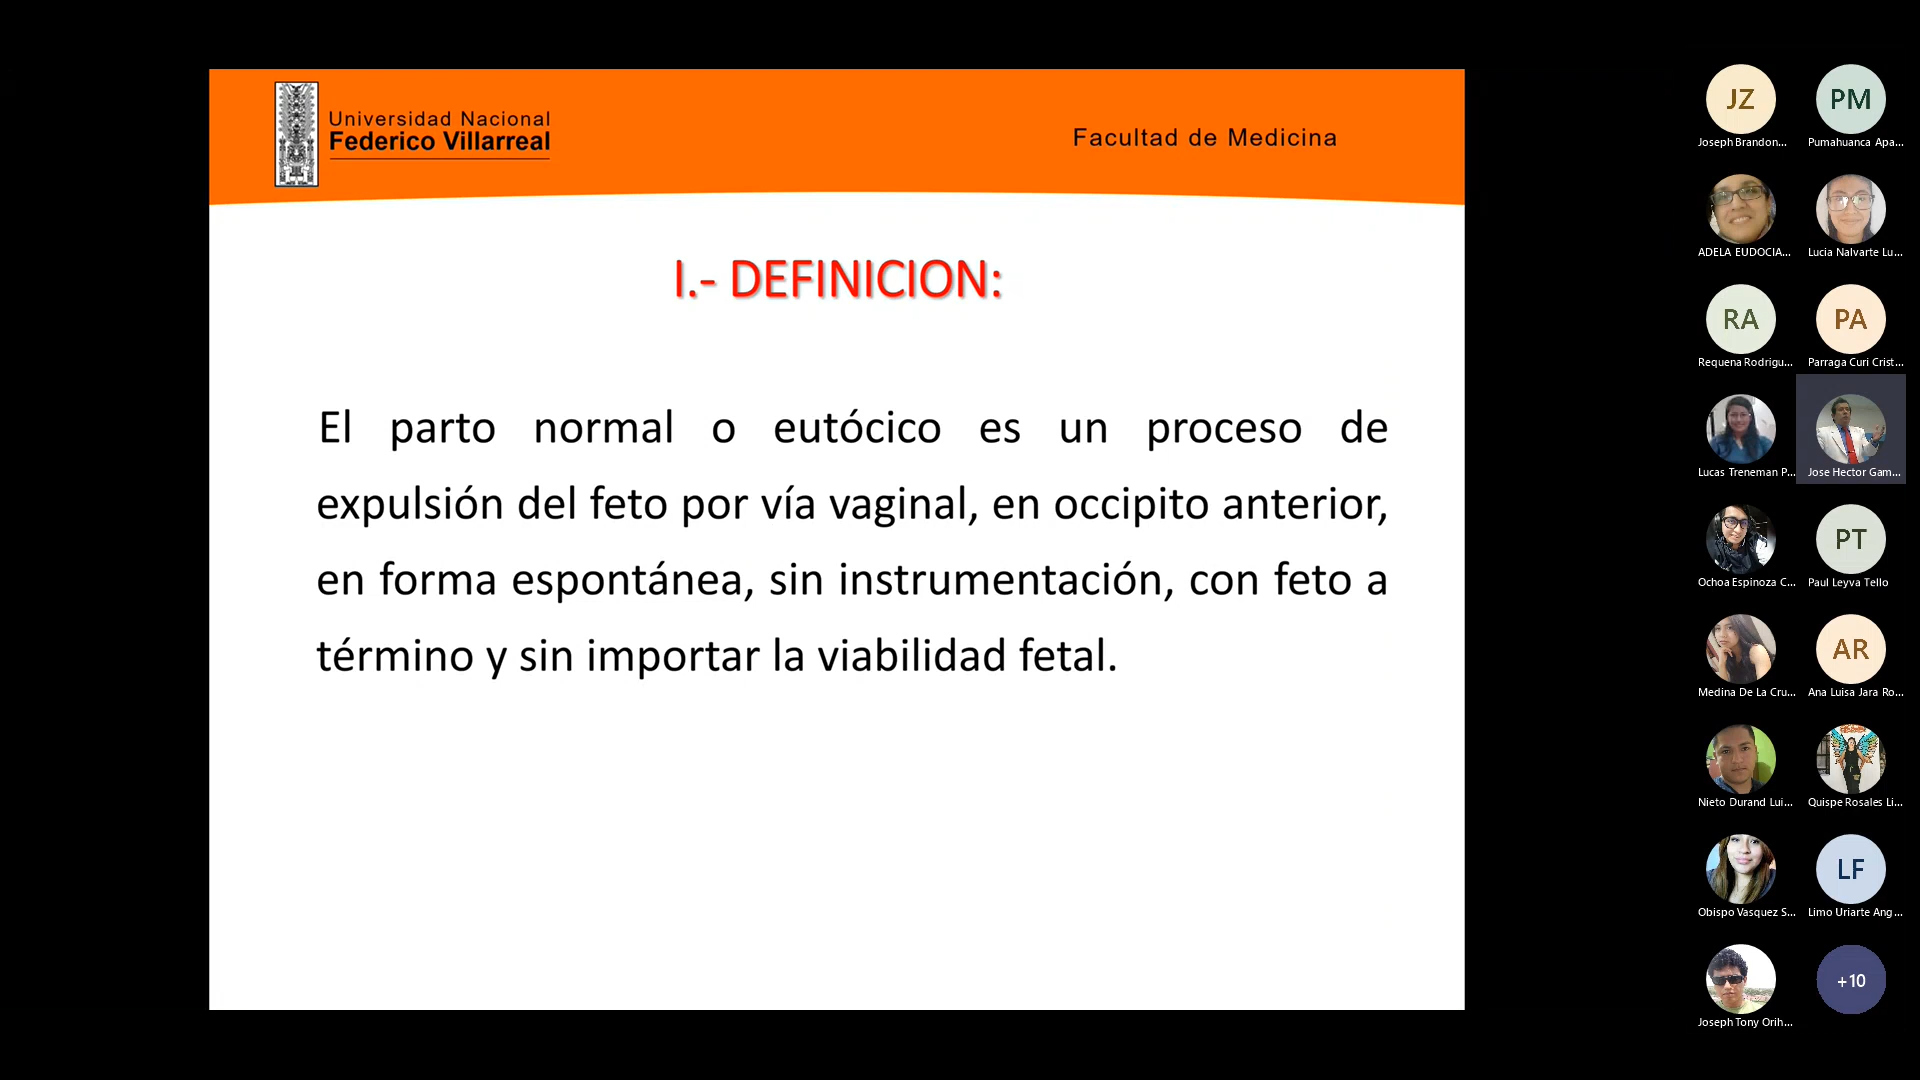 Universidad Nacional
Federico Villarreal
Facultad de Medicina
I.- DEFINICION:
El parto normal o eutócico es un proceso de
expulsión del feto por vía vaginal, en occipito anterior,
en forma espontánea, sin instrumentación, con feto a
término y sin importar la viabilidad fetal.
JZ
Joseph Brandon...
PM
Pumahuanca Apa...
ADELA EUDOCIA...
Lucia Nalvarte Lu...
RA
Requena Rodrigu...
PA
Parraga Curi Crist...
Lucas Treneman P...
Jose Hector Gam...
Ochoa Espinoza C...
PT
Paul Leyva Tello
Medina De La Cru...
AR
Ana Luisa Jara Ro...
Nieto Durand Lui...
Quispe Rosales Li...
Obispo Vasquez S...
LF
Limo Uriarte Ang...
Joseph Tony Orih...
+10